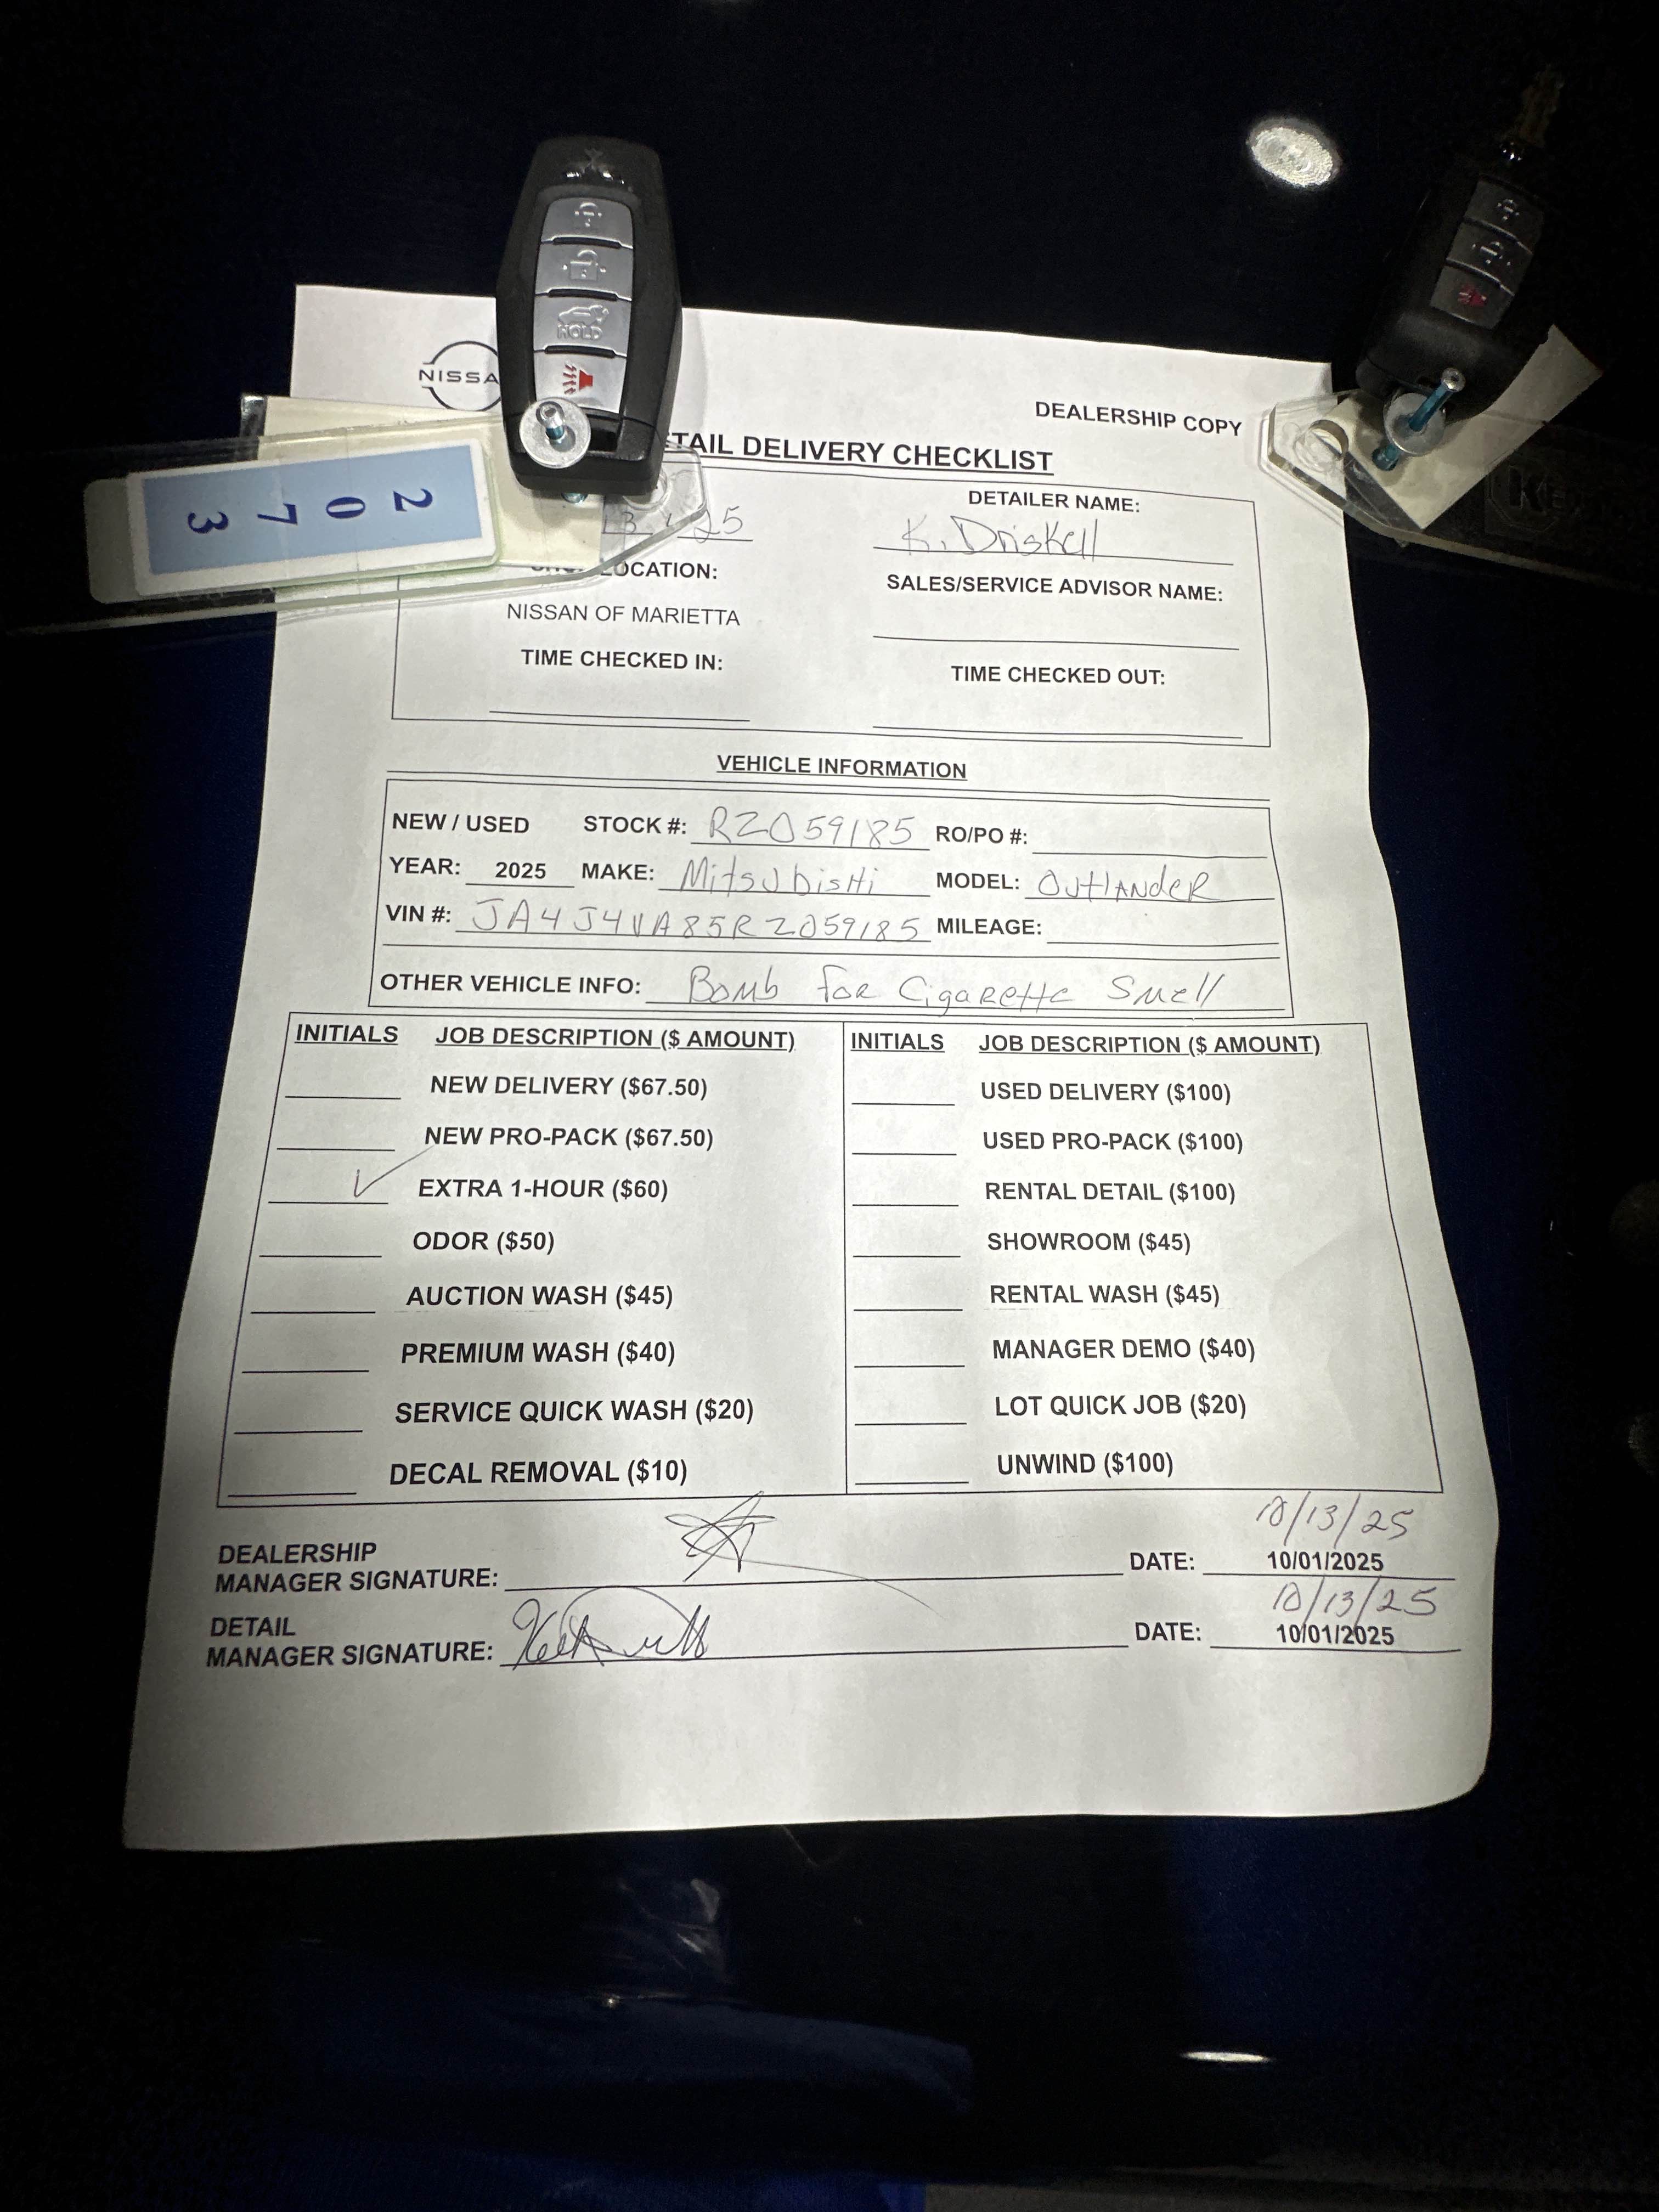 HOLD
NISSA
DEALERSHIP COPY
TAIL DELIVERY CHECKLIST
2073
DETAILER NAME:
25
K. Driskell
OCATION:
SALES/SERVICE ADVISOR NAME:
NISSAN OF MARIETTA
TIME CHECKED IN:
TIME CHECKED OUT:
VEHICLE INFORMATION
NEW / USED STOCK #: RZ059185 RO/PO #:
YEAR: 2025 MAKE: Mitsubishi MODEL: OutlANdeR
VIN #: JA4J4VA85RZ059185 MILEAGE:
OTHER VEHICLE INFO: Bomb foR CigaRette Smell
INITIALS JOB DESCRIPTION ($ AMOUNT) INITIALS JOB DESCRIPTION ($ AMOUNT)
NEW DELIVERY ($67.50) USED DELIVERY ($100)
NEW PRO-PACK ($67.50) USED PRO-PACK ($100)
✓ EXTRA 1-HOUR ($60) RENTAL DETAIL ($100)
ODOR ($50) SHOWROOM ($45)
AUCTION WASH ($45) RENTAL WASH ($45)
PREMIUM WASH ($40) MANAGER DEMO ($40)
SERVICE QUICK WASH ($20) LOT QUICK JOB ($20)
DECAL REMOVAL ($10) UNWIND ($100)
10/13/25
DEALERSHIP
MANAGER SIGNATURE: DATE: 10/01/2025
10/13/25
DETAIL
MANAGER SIGNATURE: DATE: 10/01/2025